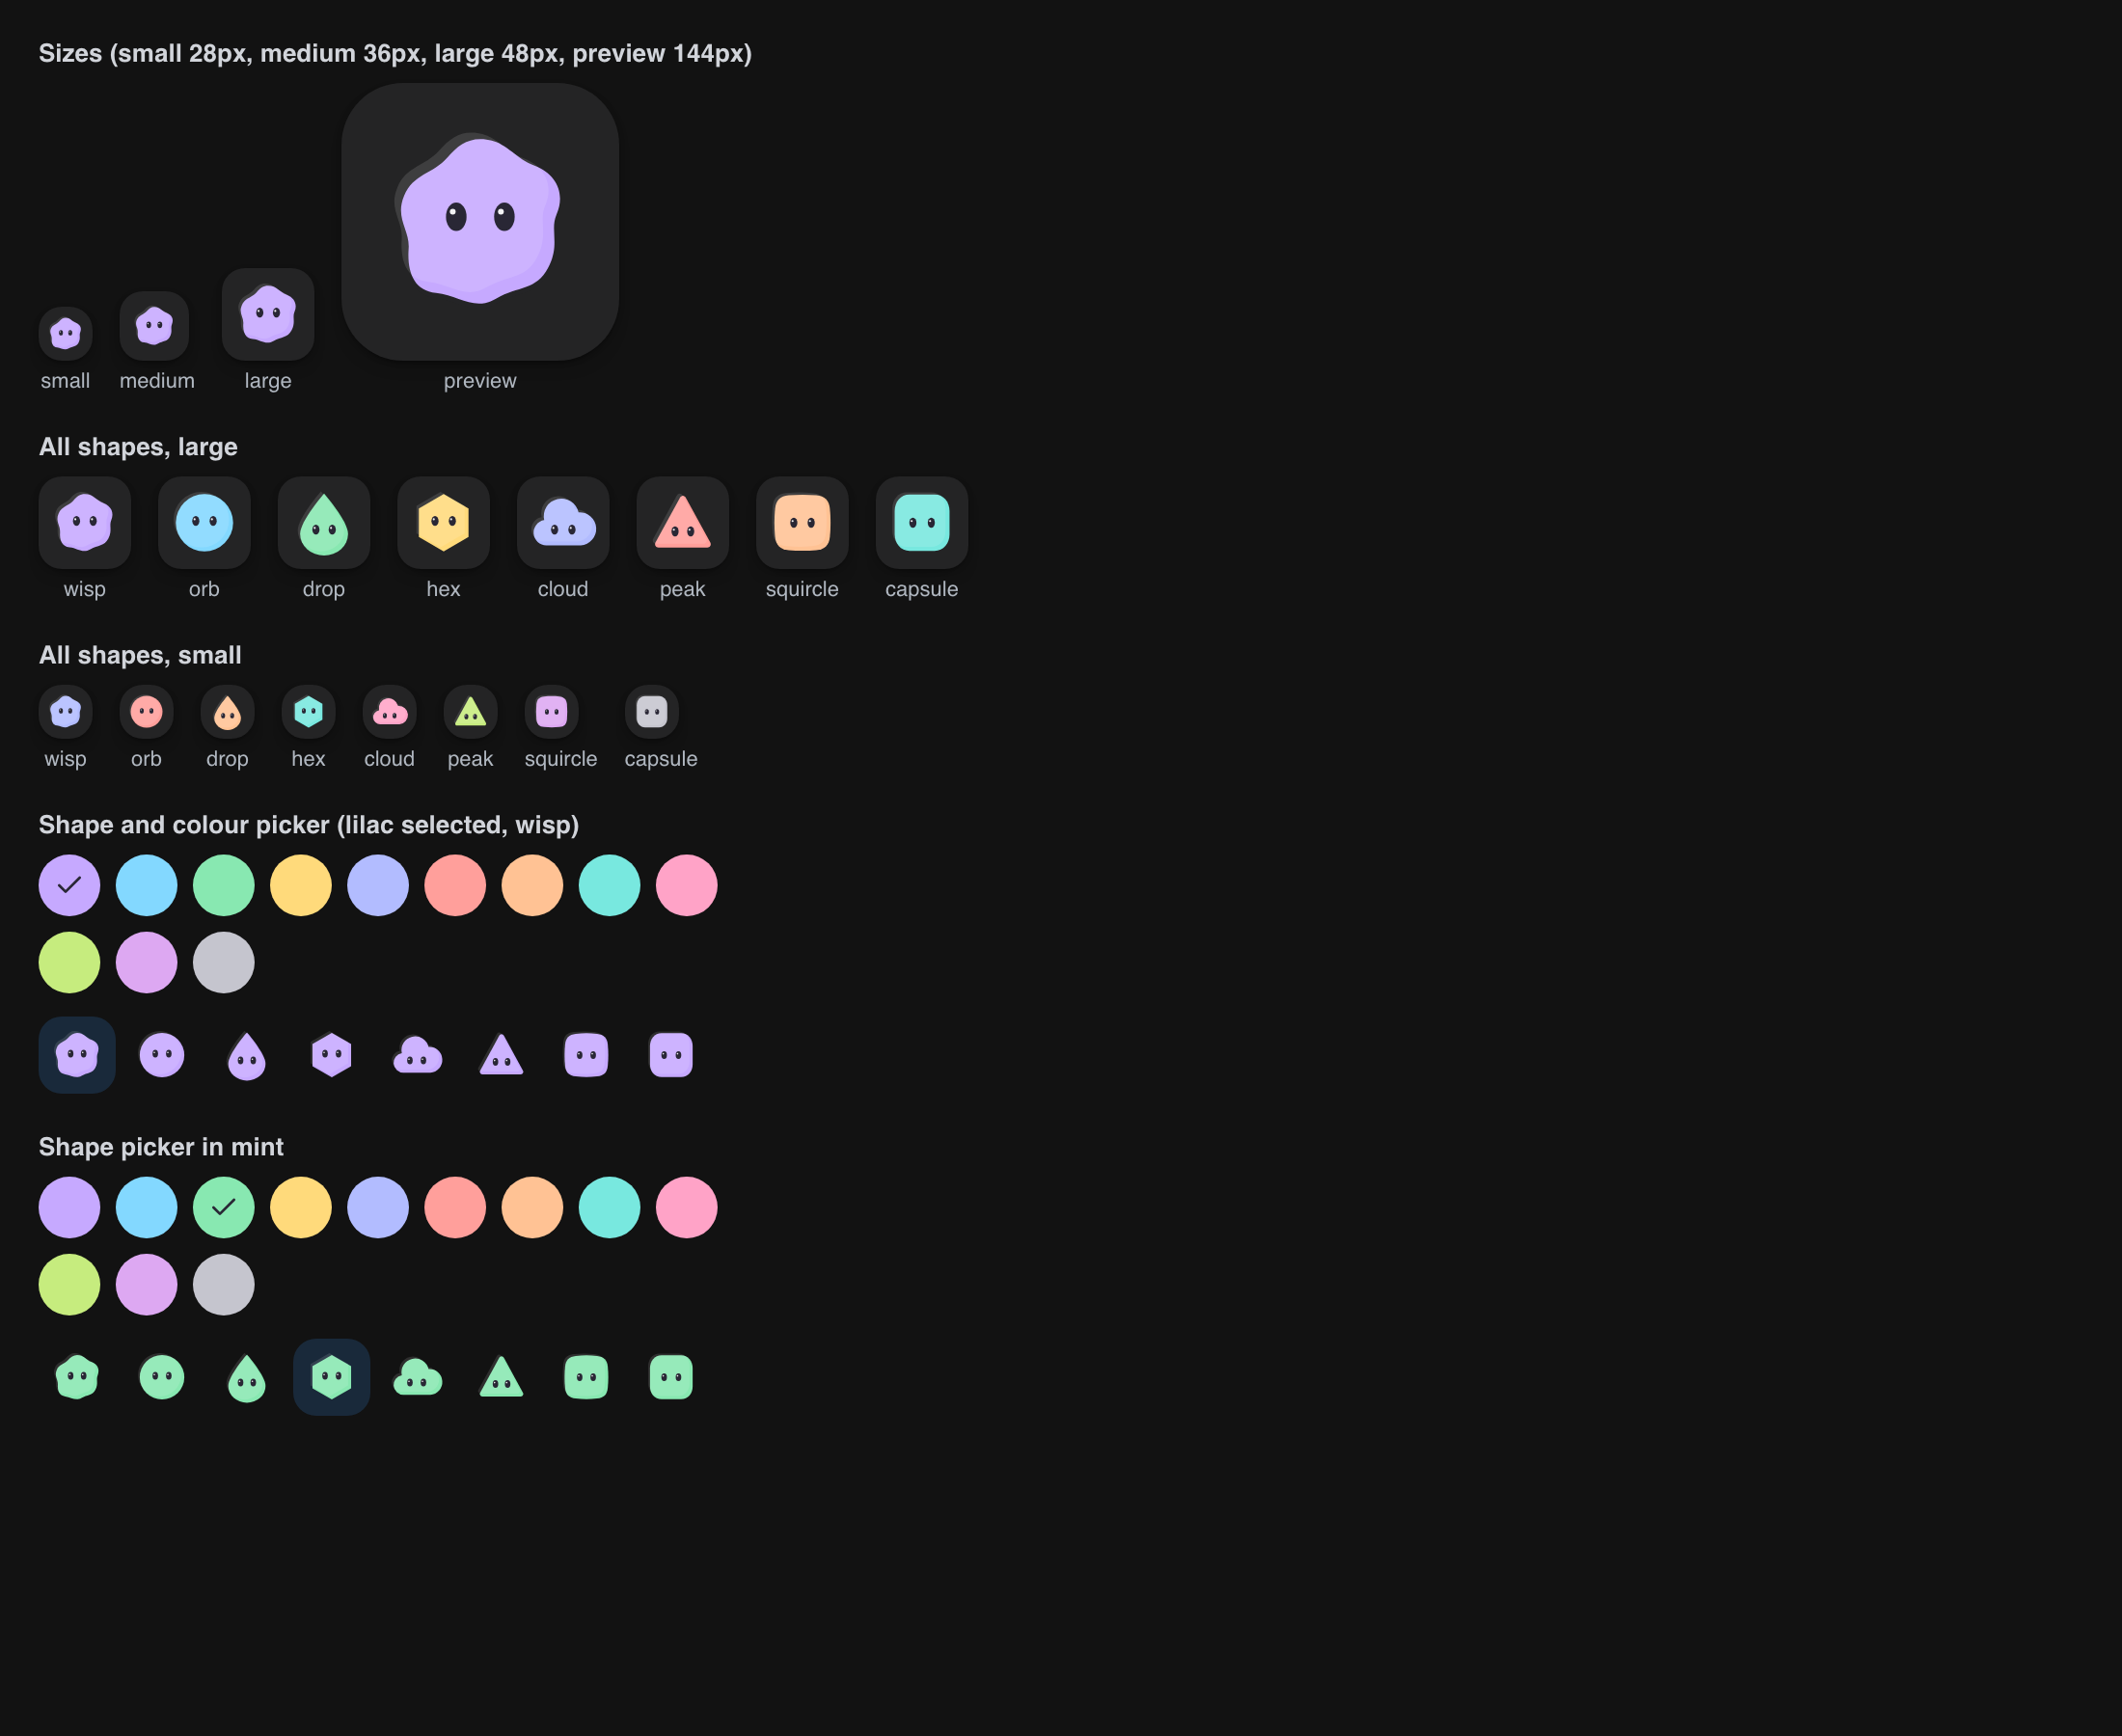 Sizes (small 28px, medium 36px, large 48px, preview 144px)
small medium large preview
All shapes, large
wisp orb drop hex cloud peak squircle capsule
All shapes, small
wisp orb drop hex cloud peak squircle capsule
Shape and colour picker (lilac selected, wisp)
Shape picker in mint